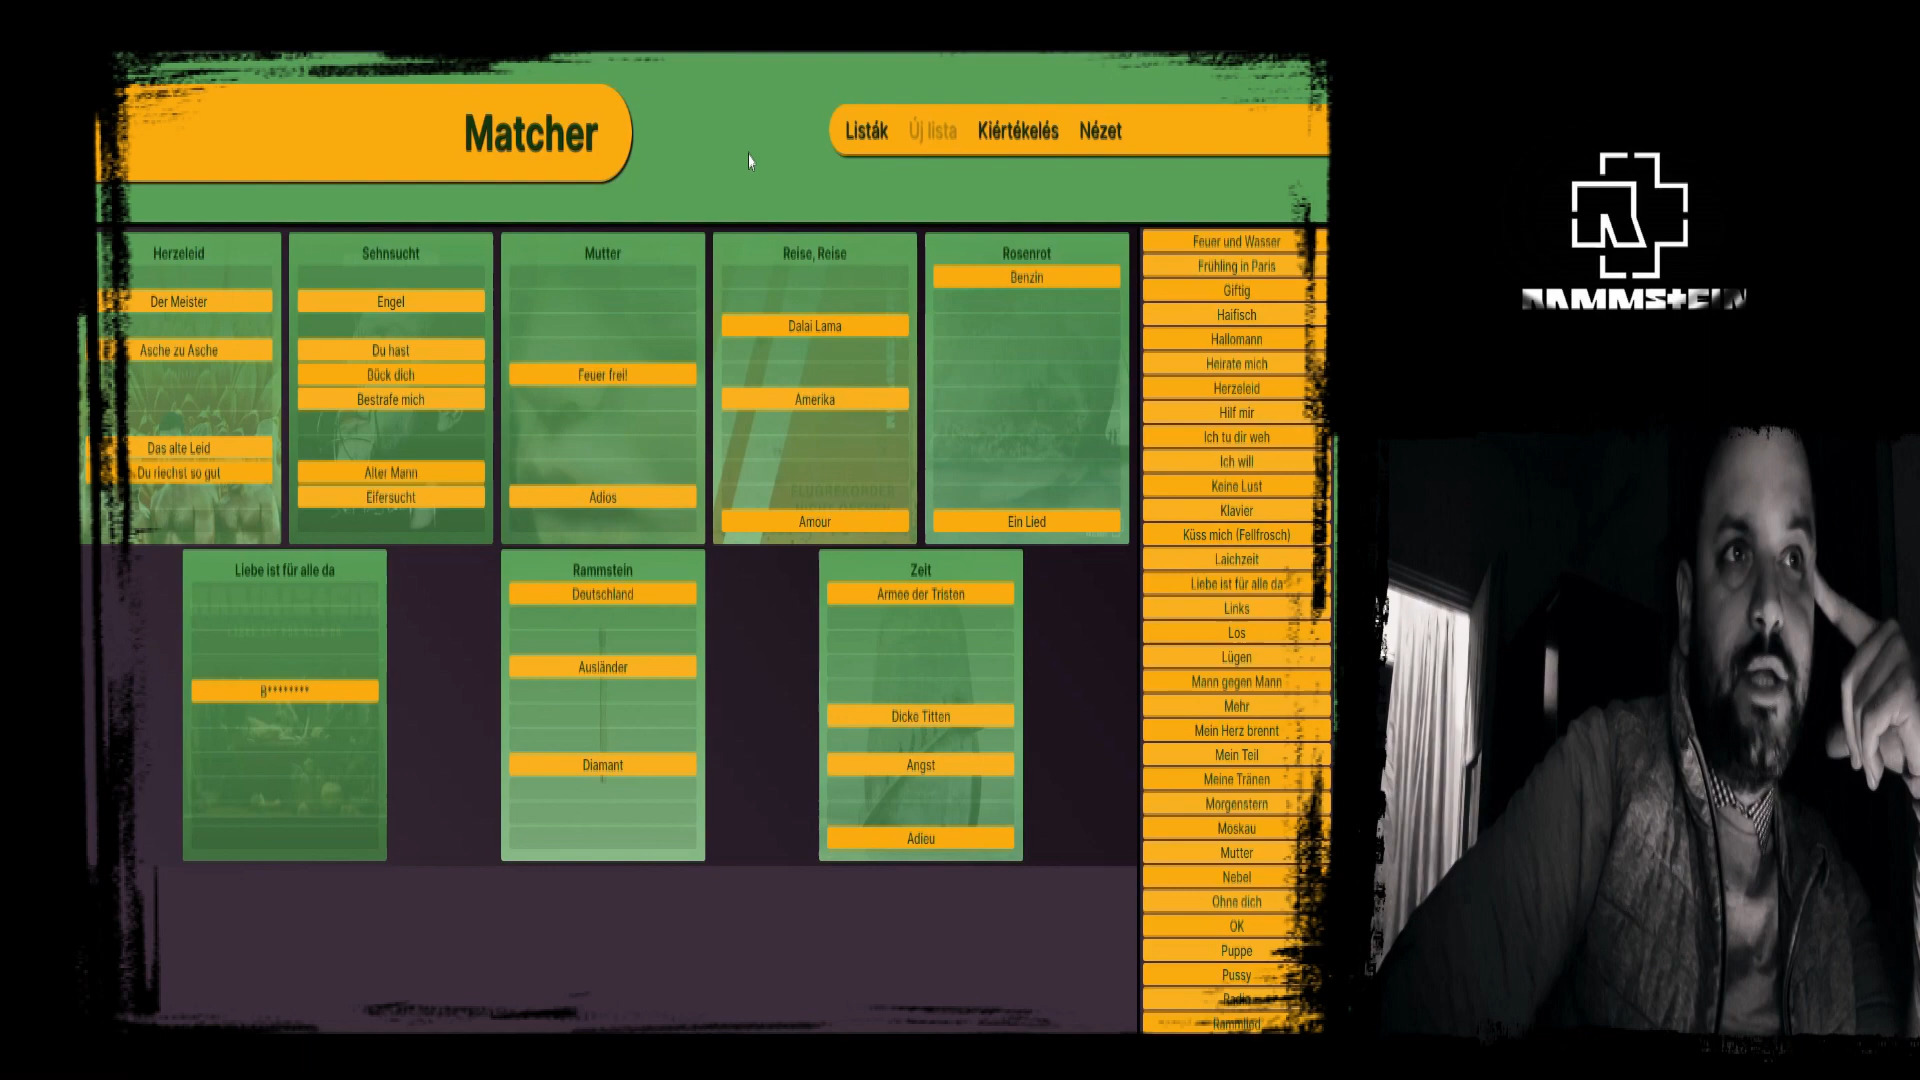 Matcher
Listák Új lista Kiértékelés Nézet
Herzeleid
Der Meister
Asche zu Asche
Das alte Leid
Du riechst so gut
Sehnsucht
Engel
Du hast
Bück dich
Bestrafe mich
Alter Mann
Eifersucht
Mutter
Feuer frei!
Adios
Reise, Reise
Dalai Lama
Amerika
Amour
Rosenrot
Benzin
Ein Lied
Liebe ist für alle da
B********
Rammstein
Deutschland
Ausländer
Diamant
Zeit
Armee der Tristen
Dicke Titten
Angst
Adieu
Feuer und Wasser
Frühling in Paris
Giftig
Haifisch
Hallomann
Heirate mich
Herzeleid
Hilf mir
Ich tu dir weh
Ich will
Keine Lust
Klavier
Küss mich (Fellfrosch)
Laichzeit
Liebe ist für alle da
Links
Los
Lügen
Mann gegen Mann
Mehr
Mein Herz brennt
Mein Teil
Meine Tränen
Morgenstern
Moskau
Mutter
Nebel
Ohne dich
OK
Puppe
Pussy
Radio
Rammlied
RAMMSTEIN